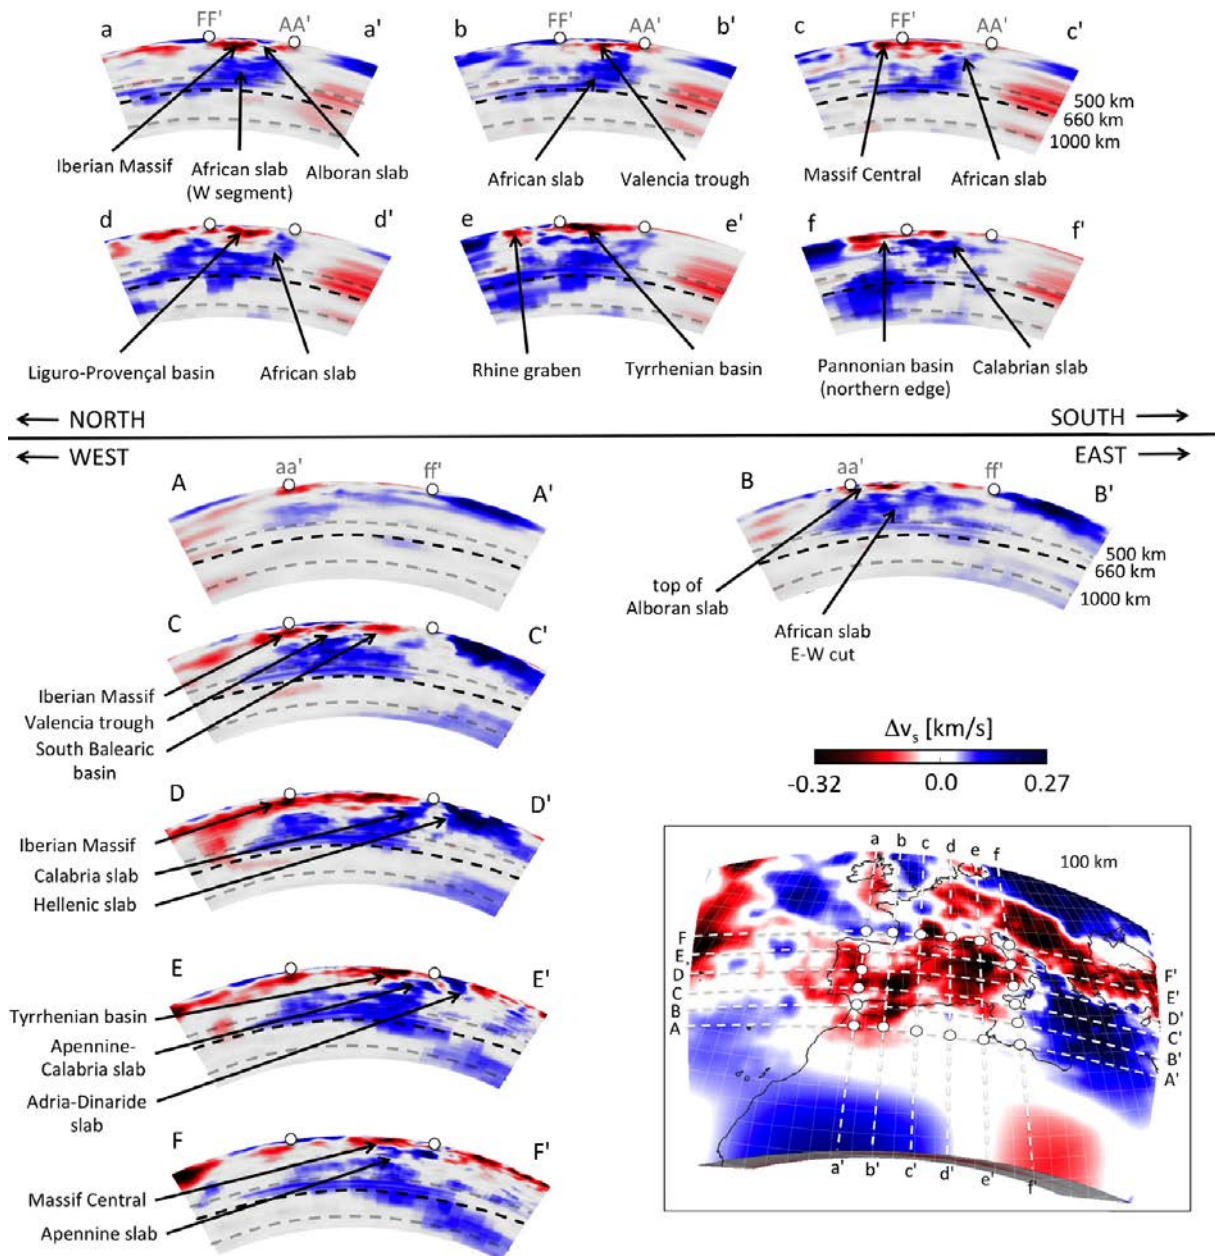 a
FF'
AA'
a'
b
FF'
AA'
b'
c
FF'
AA'
c'
500 km
660 km
1000 km
Iberian Massif
African slab
(W segment)
Alboran slab
African slab
Valencia trough
Massif Central
African slab
d
d'
e
e'
f
f'
Liguro-Provençal basin
African slab
Rhine graben
Tyrrhenian basin
Pannonian basin
(northern edge)
Calabrian slab
NORTH
SOUTH
WEST
EAST
A
aa'
ff'
A'
B
aa'
ff'
B'
500 km
660 km
1000 km
top of
Alboran slab
African slab
E-W cut
C
C'
Iberian Massif
Valencia trough
South Balearic
basin
Δvs [km/s]
-0.32
0.0
0.27
D
D'
Iberian Massif
Calabria slab
Hellenic slab
E
E'
Tyrrhenian basin
Apennine-
Calabria slab
Adria-Dinaride
slab
F
F'
Massif Central
Apennine slab
a
b
c
d
e
f
100 km
F
E
D
C
B
A
F'
E'
D'
C'
B'
A'
a'
b'
c'
d'
e'
f'